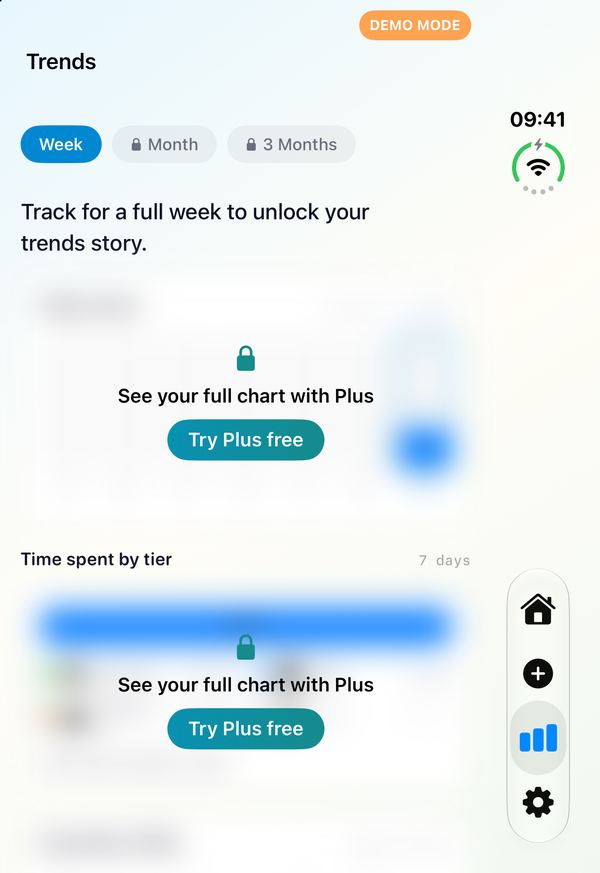 DEMO MODE
Trends
09:41
Week
Month
3 Months
Track for a full week to unlock your
trends story.
See your full chart with Plus
Try Plus free
Time spent by tier
7 days
See your full chart with Plus
Try Plus free